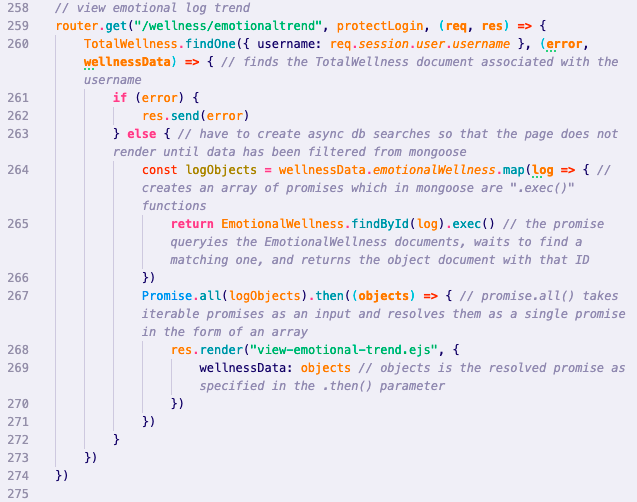 258 // view emotional log trend
259 router.get("/wellness/emotionaltrend", protectLogin, (req, res) => {
260 TotalWellness.findOne({ username: req.session.user.username }, (error,
wellnessData) => { // finds the TotalWellness document associated with the
username
261 if (error) {
262 res.send(error)
263 } else { // have to create async db searches so that the page does not
render until data has been filtered from mongoose
264 const logObjects = wellnessData.emotionalWellness.map(log => { //
creates an array of promises which in mongoose are ".exec()"
functions
265 return EmotionalWellness.findById(log).exec() // the promise
queryies the EmotionalWellness documents, waits to find a
matching one, and returns the object document with that ID
266 })
267 Promise.all(logObjects).then((objects) => { // promise.all() takes
iterable promises as an input and resolves them as a single promise
in the form of an array
268 res.render("view-emotional-trend.ejs", {
269 wellnessData: objects // objects is the resolved promise as
specified in the .then() parameter
270 })
271 })
272 }
273 })
274 })
275